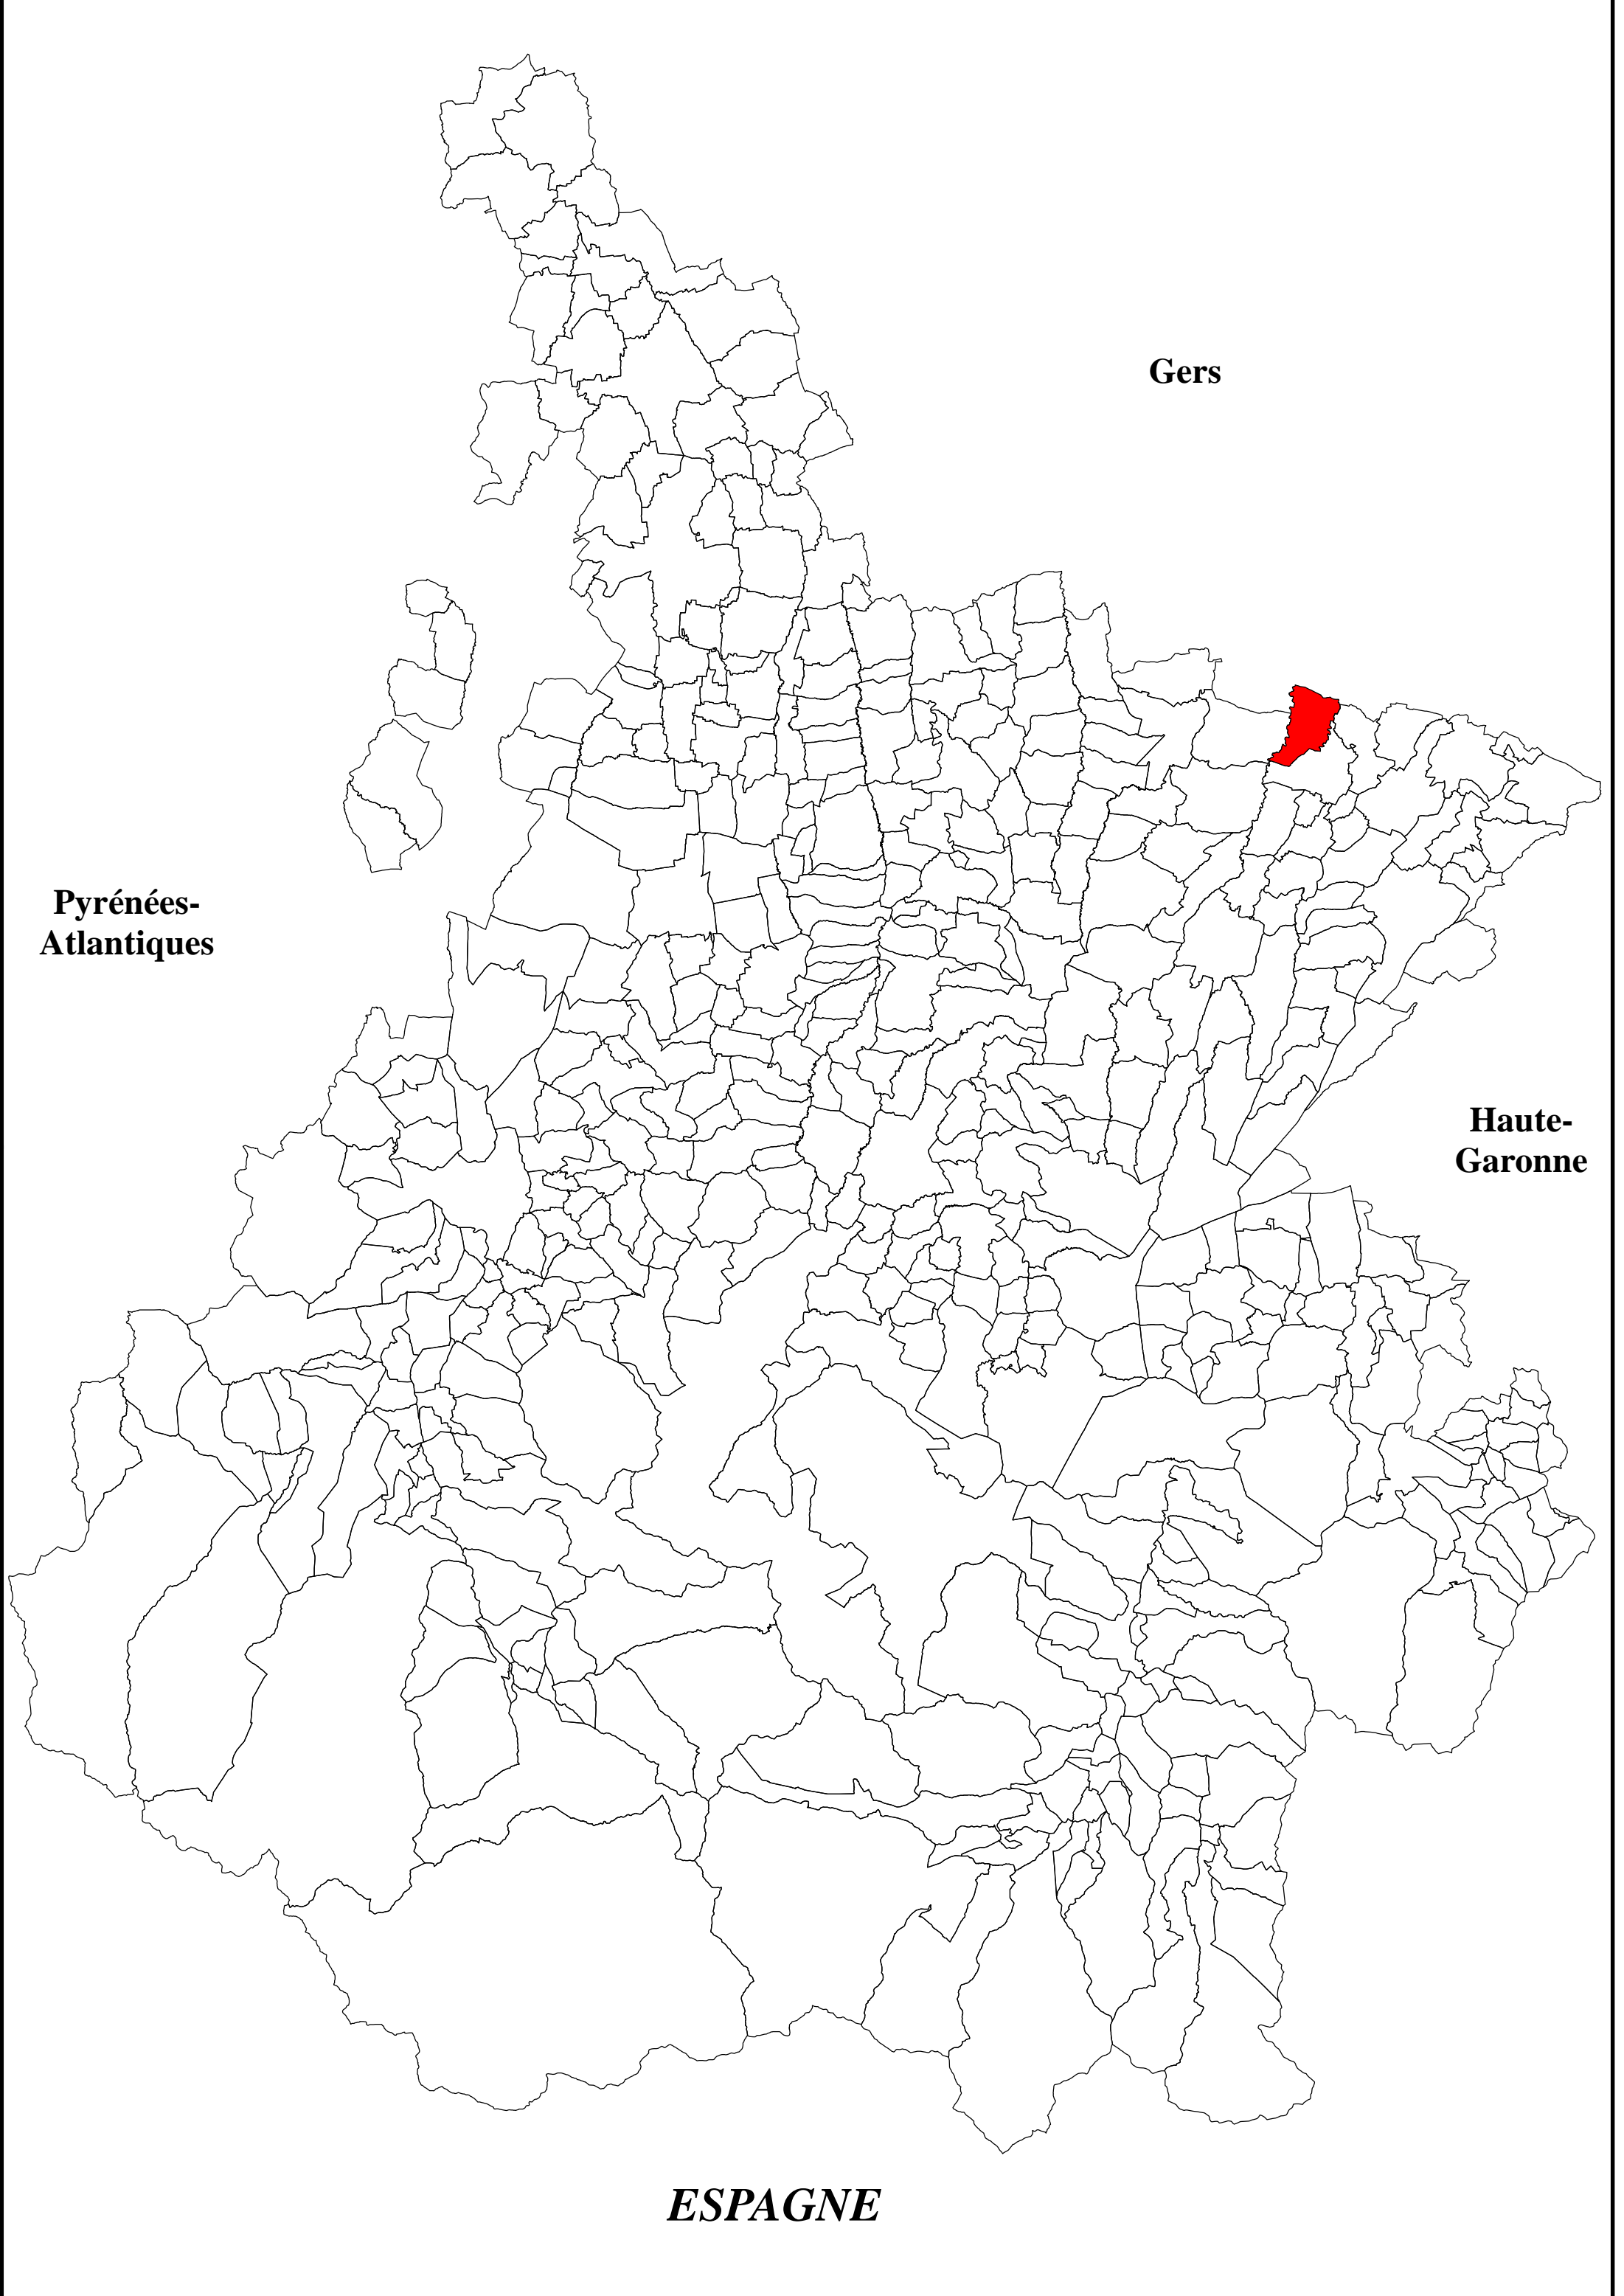 Gers
Pyrénées-
Atlantiques
Haute-
Garonne
ESPAGNE